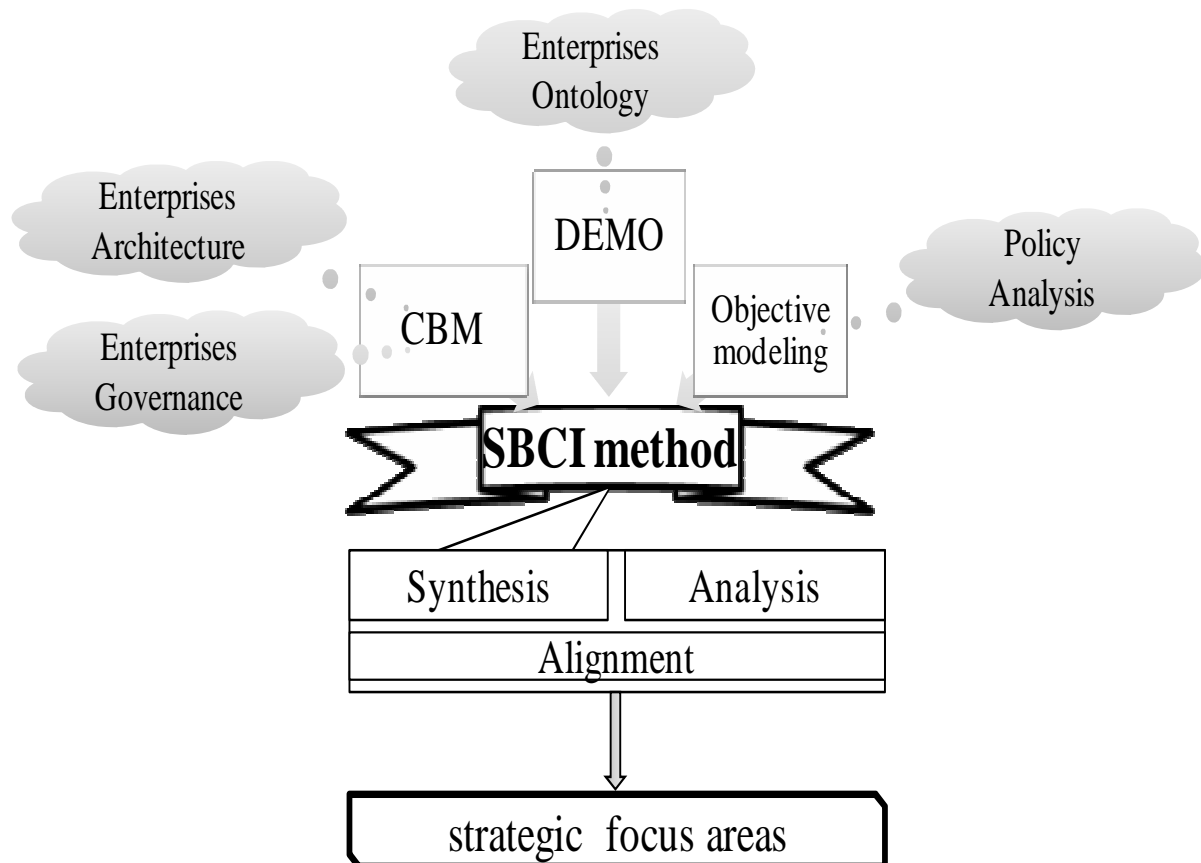 Enterprises
Ontology
Enterprises
Architecture
DEMO
Policy
Analysis
Enterprises
Governance
CBM
Objective
modeling
SBCI method
Synthesis
Analysis
Alignment
strategic focus areas